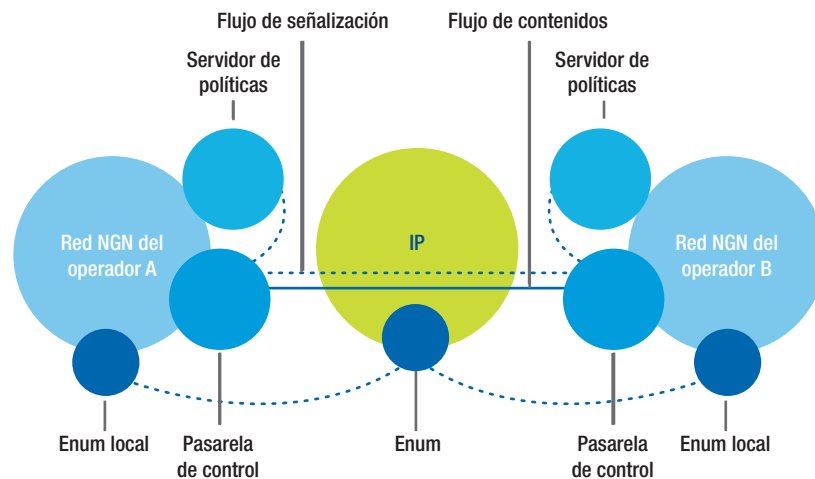 Flujo de señalización
Flujo de contenidos
Servidor de
políticas
Servidor de
políticas
Red NGN del
operador A
IP
Red NGN del
operador B
Enum local
Pasarela
de control
Enum
Pasarela
de control
Enum local